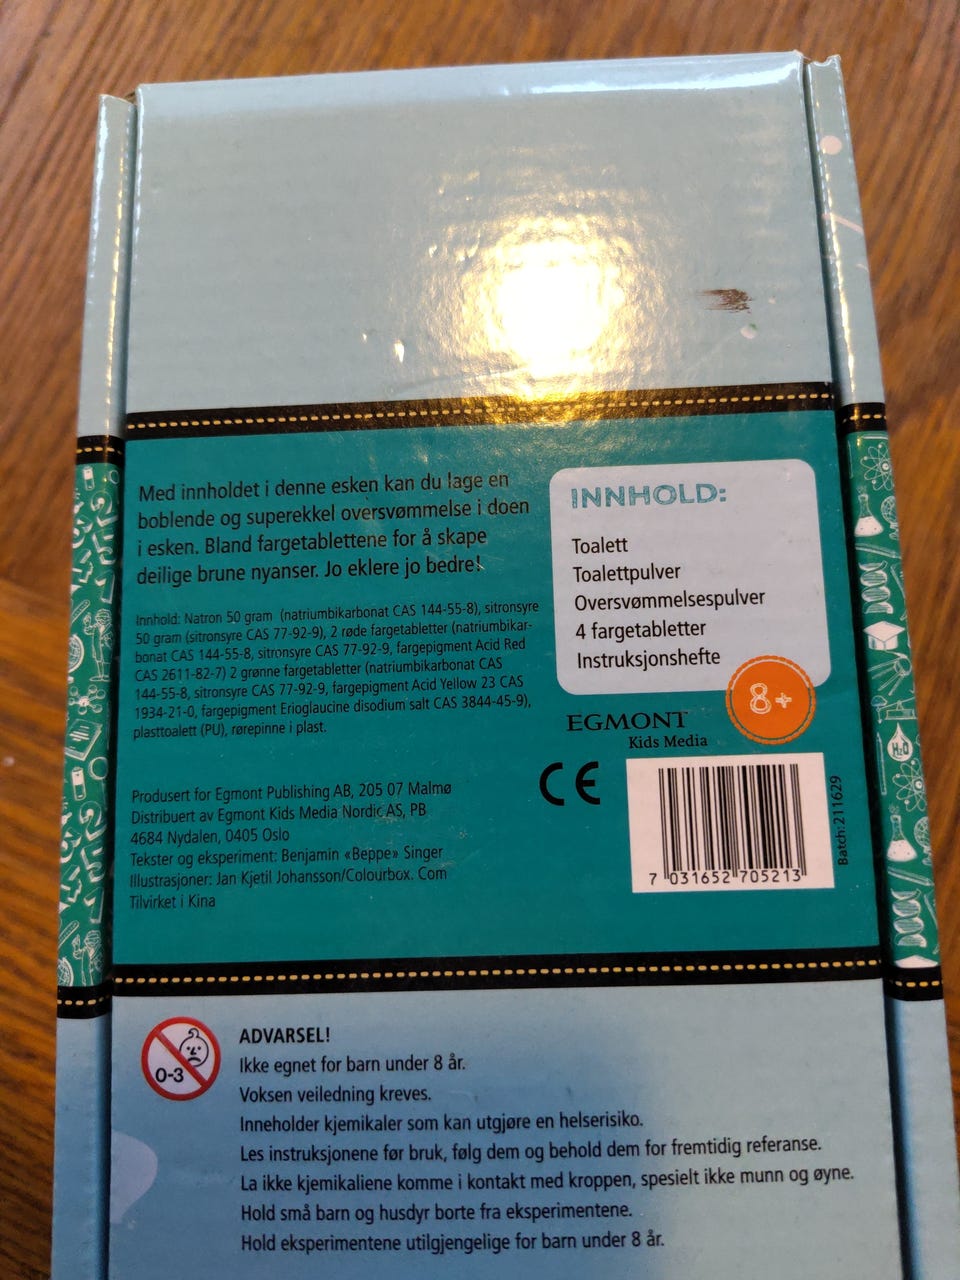 Med innholdet i denne esken kan du lage en
boblende og superekkel oversvømmelse i doen
i esken. Bland fargetablettene for å skape
deilige brune nyanser. Jo eklere jo bedre!
Innhold: Natron 50 gram (natriumbikarbonat CAS 144-55-8), sitronsyre
50 gram (sitronsyre CAS 77-92-9), 2 røde fargetabletter (natriumbikar-
bonat CAS 144-55-8, sitronsyre CAS 77-92-9, fargepigment Acid Red
CAS 2611-82-7) 2 grønne fargetabletter (natriumbikarbonat CAS
144-55-8, sitronsyre CAS 77-92-9, fargepigment Acid Yellow 23 CAS
1934-21-0, fargepigment Erioglaucine disodium salt CAS 3844-45-9),
plasttoalett (PU), rørepinne i plast.
Produsert for Egmont Publishing AB, 205 07 Malmø
Distribuert av Egmont Kids Media Nordic AS, PB
4684 Nydalen, 0405 Oslo
Tekster og eksperiment: Benjamin «Beppe» Singer
Illustrasjoner: Jan Kjetil Johansson/Colourbox. Com
Tilvirket i Kina
INNHOLD:
Toalett
Toalettpulver
Oversvømmelsespulver
4 fargetabletter
Instruksjonshefte
8+
EGMONT
Kids Media
CE
7 031652 705213
Batch:211629
H₂O
0-3
ADVARSEL!
Ikke egnet for barn under 8 år.
Voksen veiledning kreves.
Inneholder kjemikaler som kan utgjøre en helserisiko.
Les instruksjonene før bruk, følg dem og behold dem for fremtidig referanse.
La ikke kjemikaliene komme i kontakt med kroppen, spesielt ikke munn og øyne.
Hold små barn og husdyr borte fra eksperimentene.
Hold eksperimentene utilgjengelige for barn under 8 år.